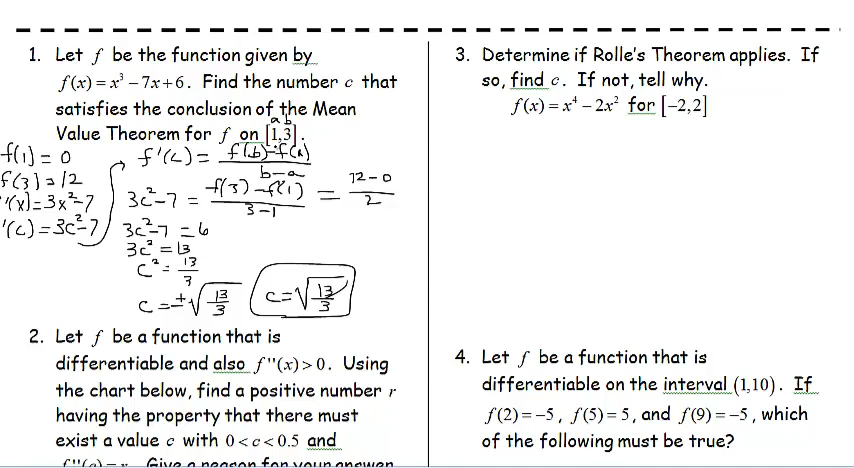 1. Let f be the function given by
f(x) = x³ − 7x + 6. Find the number c that
satisfies the conclusion of the Mean
a b
Value Theorem for f on [1,3].
f(1) = 0
f(3) = 12
'(x) = 3x² − 7
'(c) = 3c² − 7
f'(c) = f(b) − f(a) / b − a
3c² − 7 = f(3) − f(1) / 3 − 1 = 12 − 0 / 2
3c² − 7 = 6
3c² = 13
c² = 13/3
c = ±√13/3
c = √13/3
2. Let f be a function that is
differentiable and also f''(x) > 0. Using
the chart below, find a positive number r
having the property that there must
exist a value c with 0 < c < 0.5 and
f''(c) = r. Give a reason for your answer
3. Determine if Rolle's Theorem applies. If
so, find c. If not, tell why.
f(x) = x⁴ − 2x² for [−2,2]
4. Let f be a function that is
differentiable on the interval (1,10). If
f(2) = −5, f(5) = 5, and f(9) = −5, which
of the following must be true?